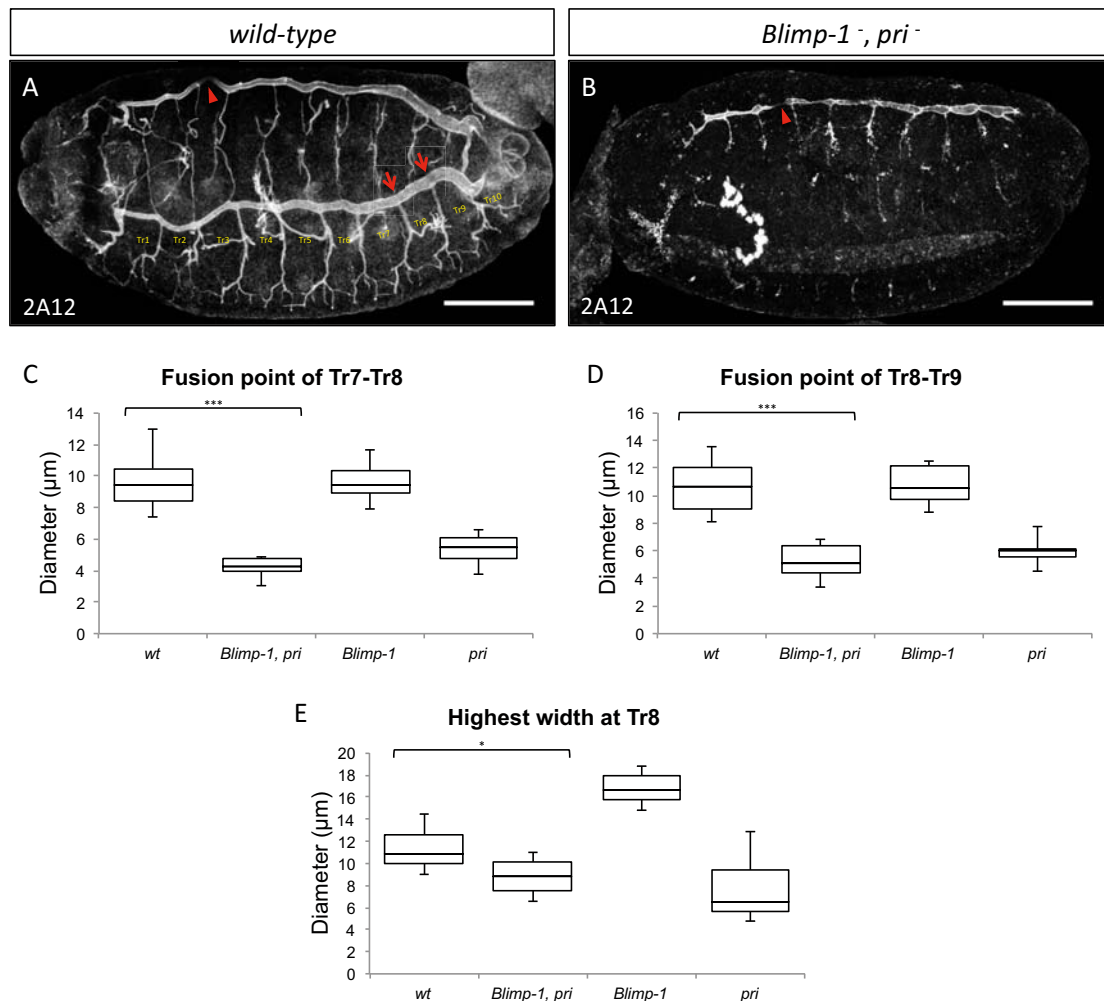 wild-type
Blimp-1 -, pri -
A
Tr1 Tr2 Tr3 Tr4 Tr5 Tr6 Tr7 Tr8 Tr9 Tr10
2A12
B
2A12
C
Fusion point of Tr7-Tr8
***
Diameter (µm)
14
12
10
8
6
4
2
0
wt Blimp-1, pri Blimp-1 pri
D
Fusion point of Tr8-Tr9
***
Diameter (µm)
16
14
12
10
8
6
4
2
0
wt Blimp-1, pri Blimp-1 pri
E
Highest width at Tr8
*
Diameter (µm)
20
18
16
14
12
10
8
6
4
2
0
wt Blimp-1, pri Blimp-1 pri